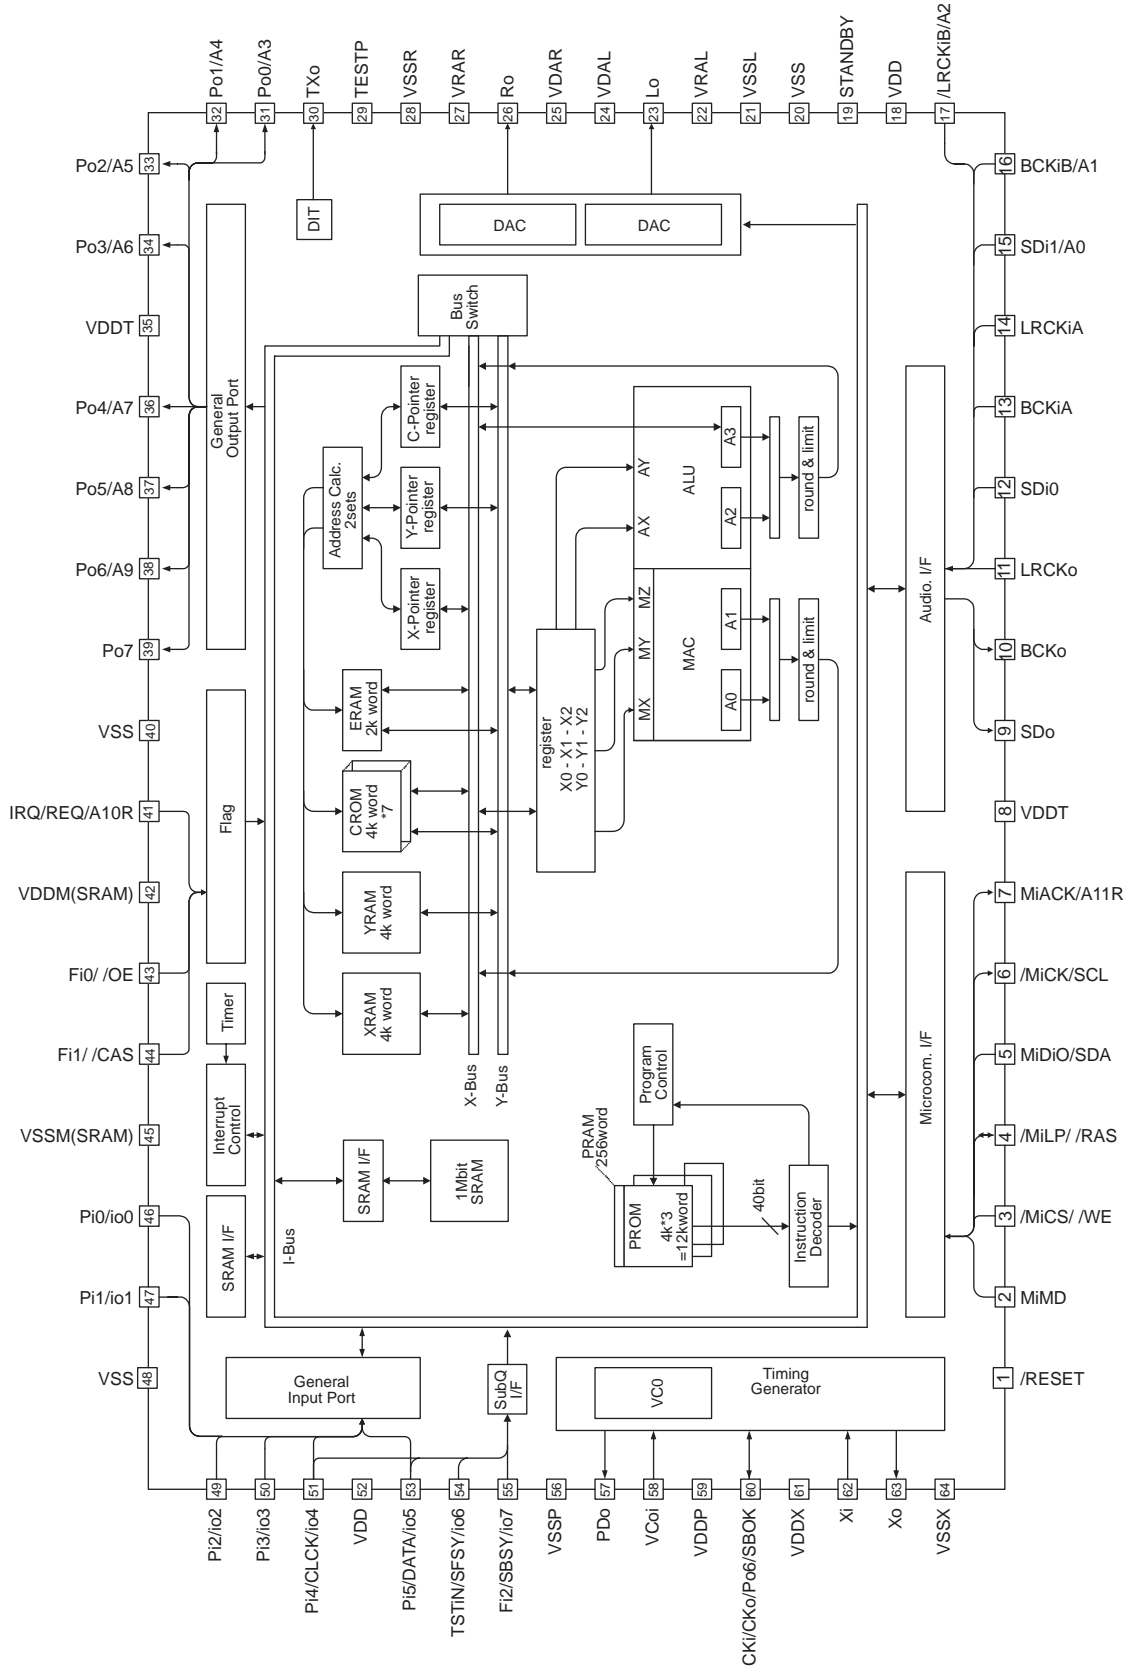 Po1/A4
Po0/A3
TXo
TESTP
VSSR
VRAR
Ro
VDAR
VDAL
Lo
VRAL
VSSL
VSS
STANDBY
VDD
/LRCKiB/A2
32
31
30
29
28
27
26
25
24
23
22
21
20
19
18
17
Po2/A5
33
Po3/A6
34
VDDT
35
Po4/A7
36
Po5/A8
37
Po6/A9
38
Po7
39
VSS
40
IRQ/REQ/A10R
41
VDDM(SRAM)
42
Fi0/ /OE
43
Fi1/ /CAS
44
VSSM(SRAM)
45
Pi0/io0
46
Pi1/io1
47
VSS
48
16
BCKiB/A1
15
SDi1/A0
14
LRCKiA
13
BCKiA
12
SDi0
11
LRCKo
10
BCKo
9
SDo
8
VDDT
7
MiACK/A11R
6
/MiCK/SCL
5
MiDiO/SDA
4
/MiLP/ /RAS
3
/MiCS/ /WE
2
MiMD
1
/RESET
DIT
DAC
DAC
Bus
Switch
General
Output Port
Address Calc.
2sets
C-Pointer
register
Y-Pointer
register
X-Pointer
register
AY
ALU
AX
A3
A2
round & limit
MZ
MY
MAC
MX
A1
A0
round & limit
register
X0 - X1 - X2
Y0 - Y1 - Y2
Audio. I/F
ERAM
2k word
CROM
4k word
*7
YRAM
4k word
XRAM
4k word
Flag
Timer
Interrupt
Control
X-Bus
Y-Bus
Program
Control
PRAM
256word
PROM
4k*3
=12kword
40bit
Instruction
Decoder
SRAM I/F
1Mbit
SRAM
SRAM I/F
I-Bus
Microcom. I/F
General
Input Port
SubQ
I/F
VC0
Timing
Generator
49
50
51
52
53
54
55
56
57
58
59
60
61
62
63
64
Pi2/io2
Pi3/io3
Pi4/CLCK/io4
VDD
Pi5/DATA/io5
TSTiN/SFSY/io6
Fi2/SBSY/io7
VSSP
PDo
VCoi
VDDP
CKi/CKo/Po6/SBOK
VDDX
Xi
Xo
VSSX